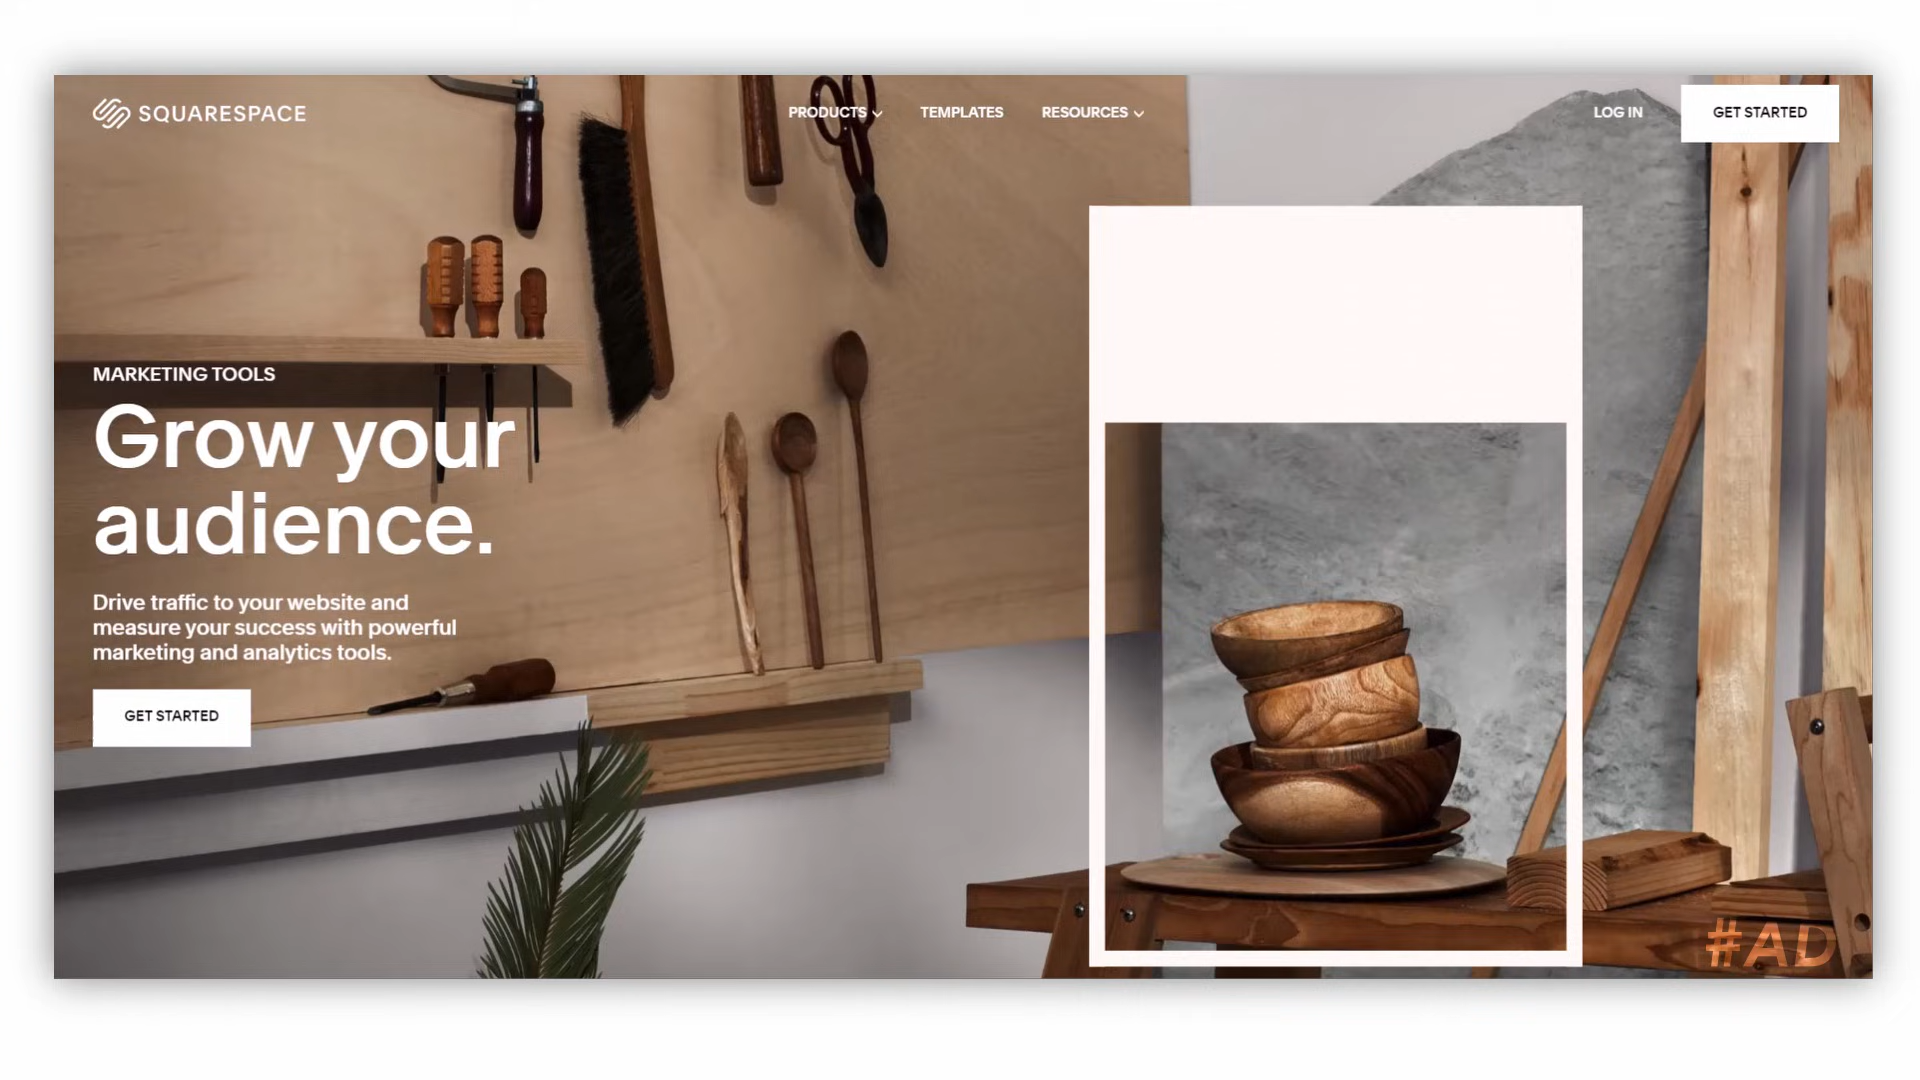 SQUARESPACE
PRODUCTS
TEMPLATES
RESOURCES
LOG IN
GET STARTED
MARKETING TOOLS
Grow your
audience.
Drive traffic to your website and
measure your success with powerful
marketing and analytics tools.
GET STARTED
#AD